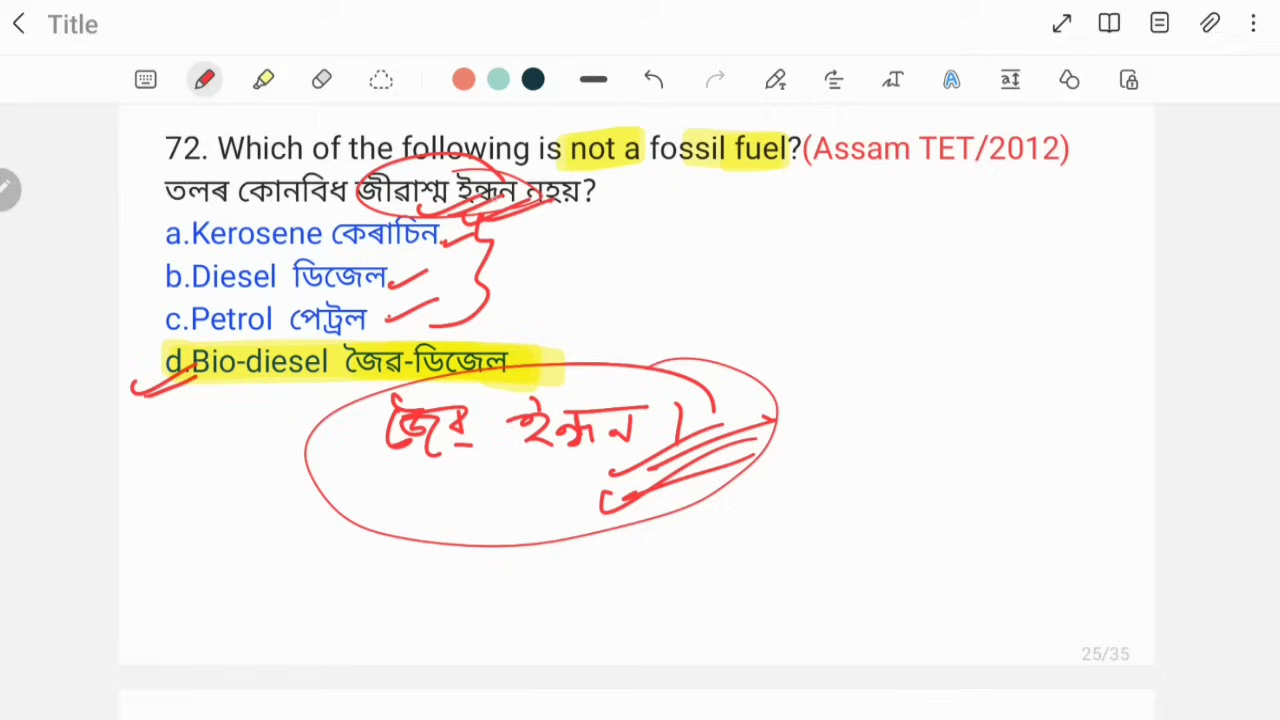 Title
72. Which of the following is not a fossil fuel?(Assam TET/2012)
তলৰ কোনবিধ জীৱাশ্ম ইন্ধন নহয়?
a.Kerosene কেৰাচিন.
b.Diesel ডিজেল
c.Petrol পেট্ৰল
d.Bio-diesel জৈৱ-ডিজেল
জৈৱ ইন্ধন।
25/35